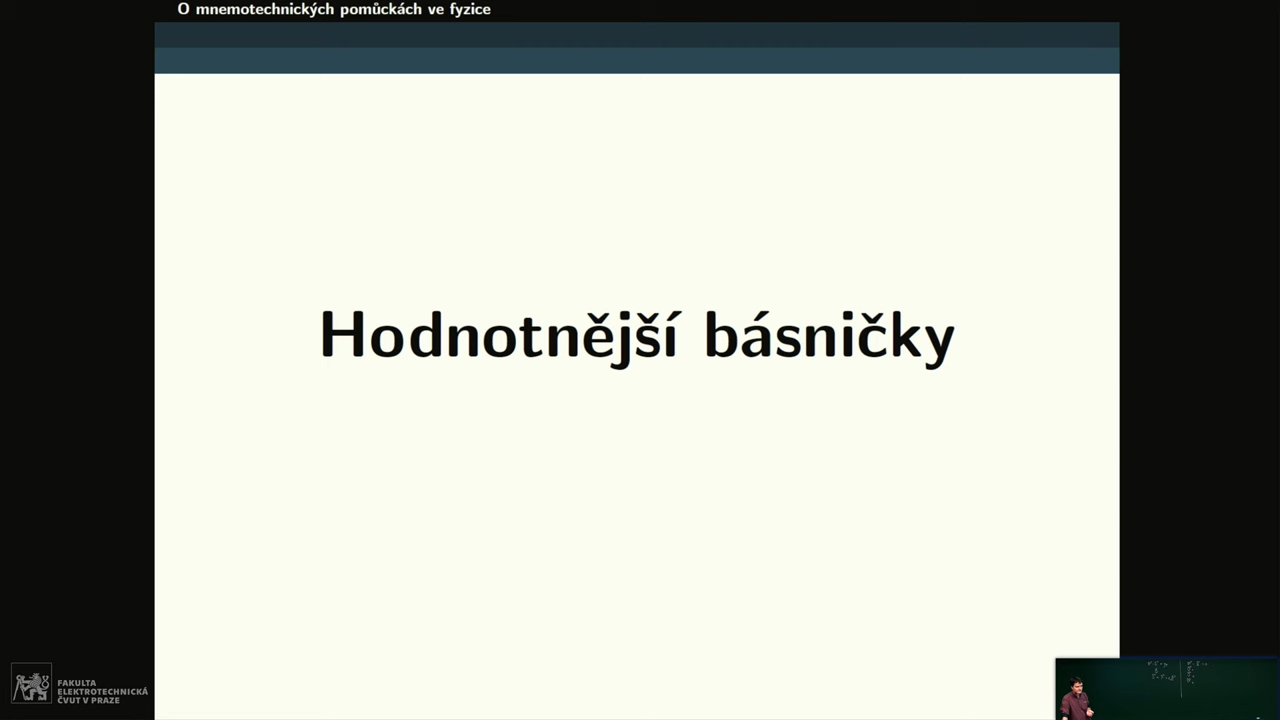 O mnemotechnických pomůckách ve fyzice
Hodnotnější básničky
FAKULTA
ELEKTROTECHNICKÁ
ČVUT V PRAZE